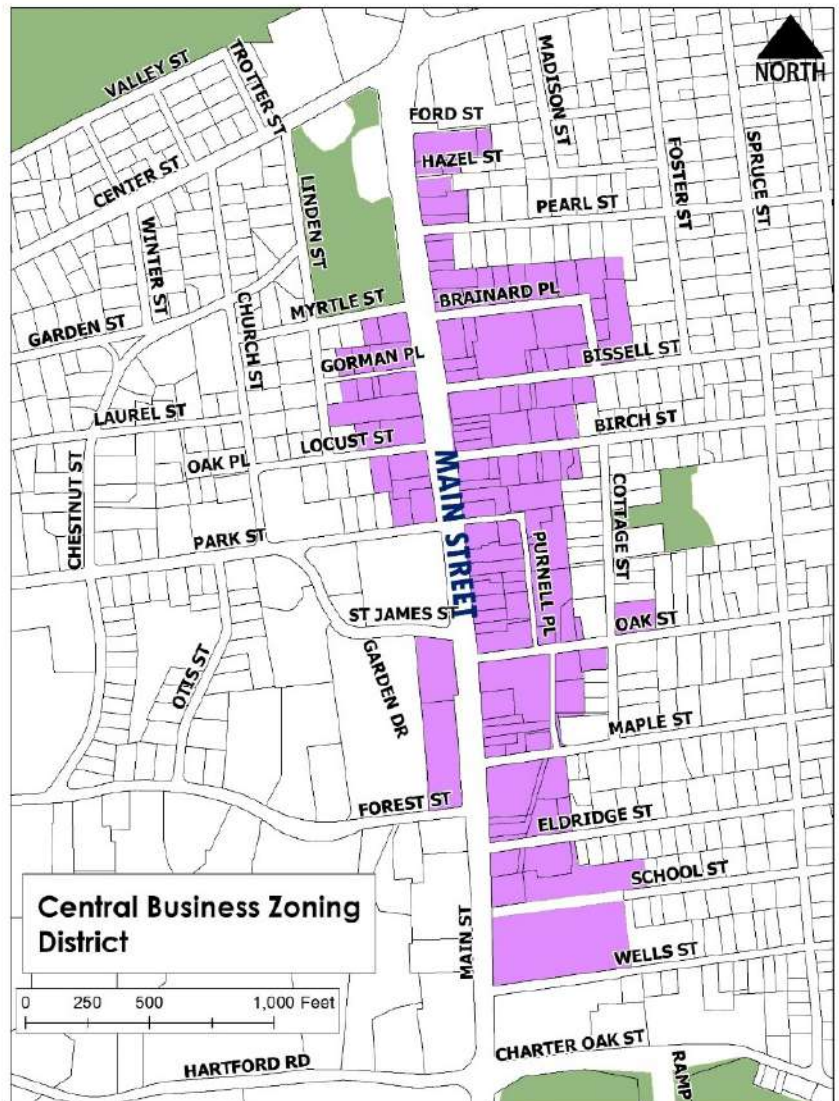 VALLEY ST
TROTTER ST
MADISON ST
NORTH
FORD ST
HAZEL ST
CENTER ST
LINDEN ST
FOSTER ST
SPRUCE ST
PEARL ST
WINTER ST
MYRTLE ST
BRAINARD PL
GARDEN ST
CHURCH ST
GORMAN PL
BISSELL ST
LAUREL ST
LOCUST ST
BIRCH ST
OAK PL
CHESTNUT ST
MAIN STREET
COTTAGE ST
PARK ST
PURNELL PL
ST JAMES ST
OAK ST
OTIS ST
GARDEN DR
MAPLE ST
FOREST ST
ELDRIDGE ST
SCHOOL ST
Central Business Zoning
District
MAIN ST
WELLS ST
0 250 500 1,000 Feet
CHARTER OAK ST
HARTFORD RD
RAMP